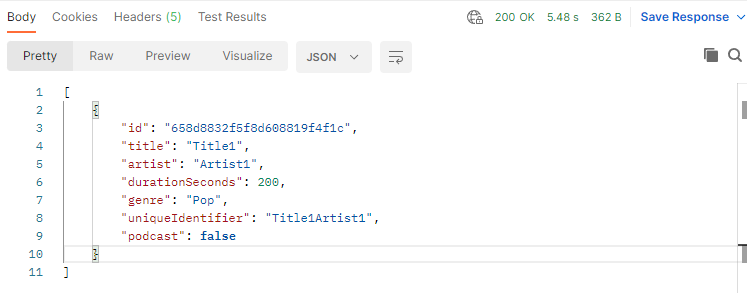 Body Cookies Headers (5) Test Results 200 OK 5.48 s 362 B Save Response
Pretty Raw Preview Visualize JSON
1 [
2 {
3 "id": "658d8832f5f8d608819f4f1c",
4 "title": "Title1",
5 "artist": "Artist1",
6 "durationSeconds": 200,
7 "genre": "Pop",
8 "uniqueIdentifier": "Title1Artist1",
9 "podcast": false
10 }
11 ]